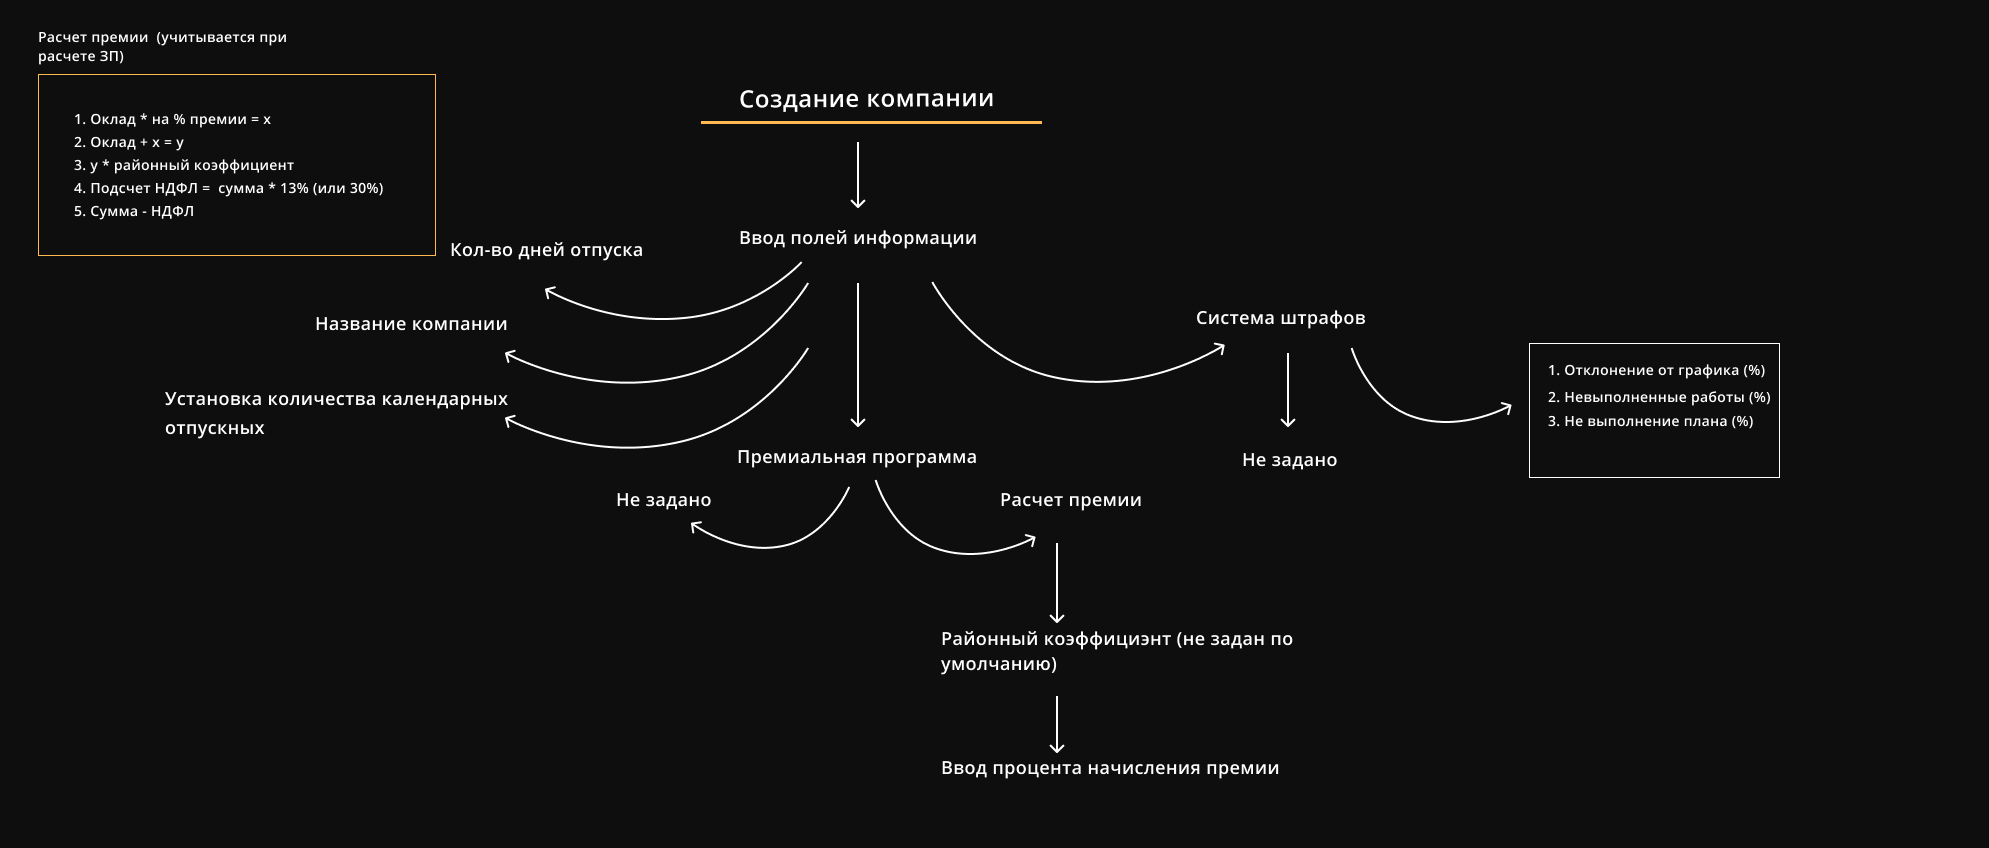 Расчет премии  (учитывается при
расчете ЗП)
1. Оклад * на % премии = x
2. Оклад + x = y
3. y * районный коэффициент
4. Подсчет НДФЛ =  сумма * 13% (или 30%)
5. Сумма - НДФЛ
Создание компании
Ввод полей информации
Кол-во дней отпуска
Название компании
Установка количества календарных
отпускных
Система штрафов
1. Отклонение от графика (%)
2. Невыполненные работы (%)
3. Не выполнение плана (%)
Премиальная программа
Не задано
Не задано
Расчет премии
Районный коэффициэнт (не задан по
умолчанию)
Ввод процента начисления премии